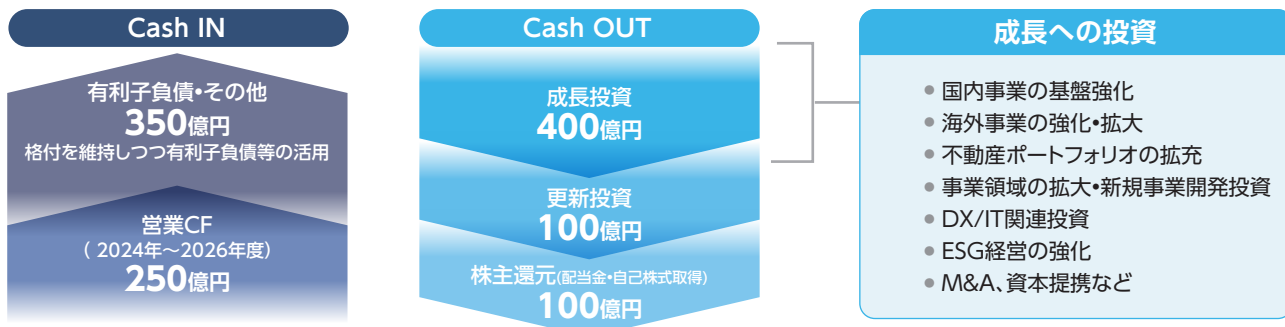 Cash IN
有利子負債•その他
350億円
格付を維持しつつ有利子負債等の活用
営業CF
( 2024年〜2026年度)
250億円
Cash OUT
成長投資
400億円
更新投資
100億円
株主還元(配当金•自己株式取得)
100億円
成長への投資
● 国内事業の基盤強化
● 海外事業の強化•拡大
● 不動産ポートフォリオの拡充
● 事業領域の拡大•新規事業開発投資
● DX/IT関連投資
● ESG経営の強化
● M&A、資本提携など